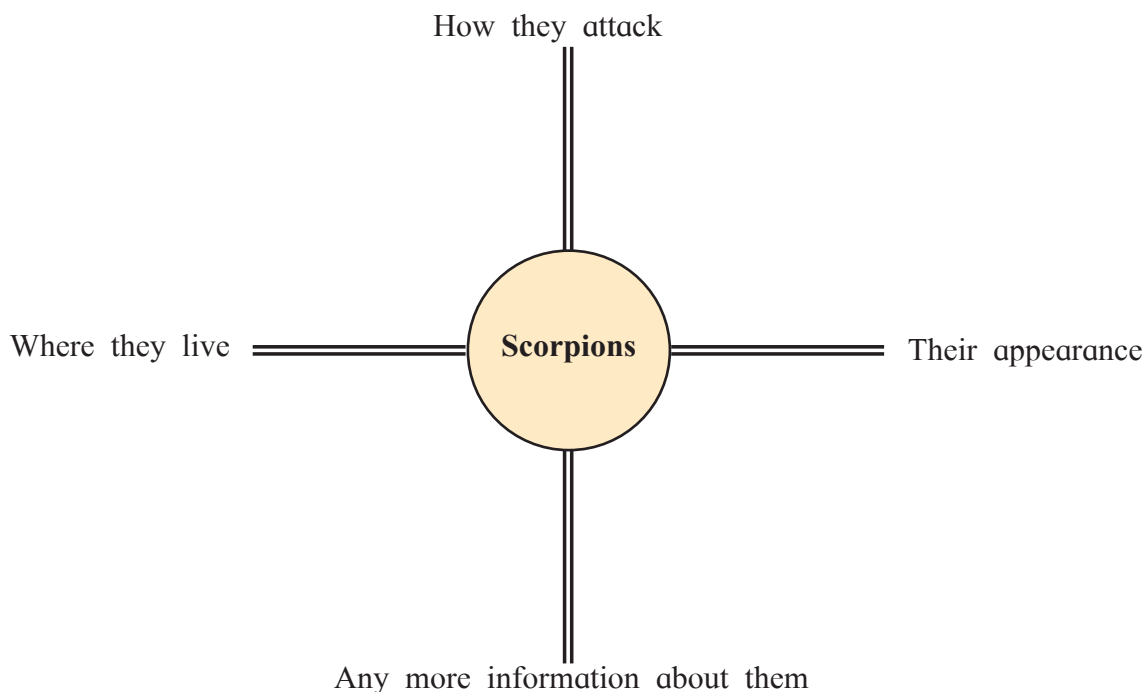 How they attack
Where they live
Scorpions
Their appearance
Any more information about them